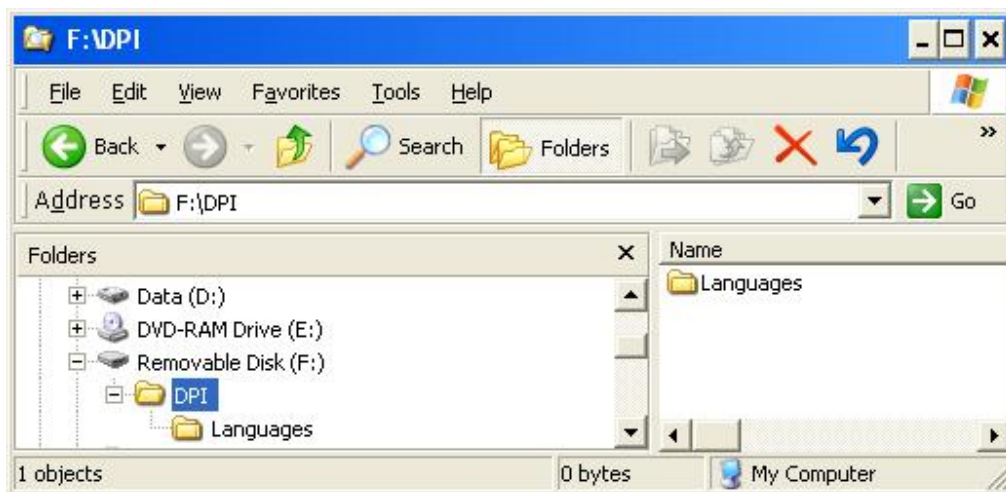 F:\DPI
File Edit View Favorites Tools Help
Back Search Folders »
Address F:\DPI Go
Folders Name
Data (D:) Languages
DVD-RAM Drive (E:)
Removable Disk (F:)
DPI
Languages
1 objects 0 bytes My Computer